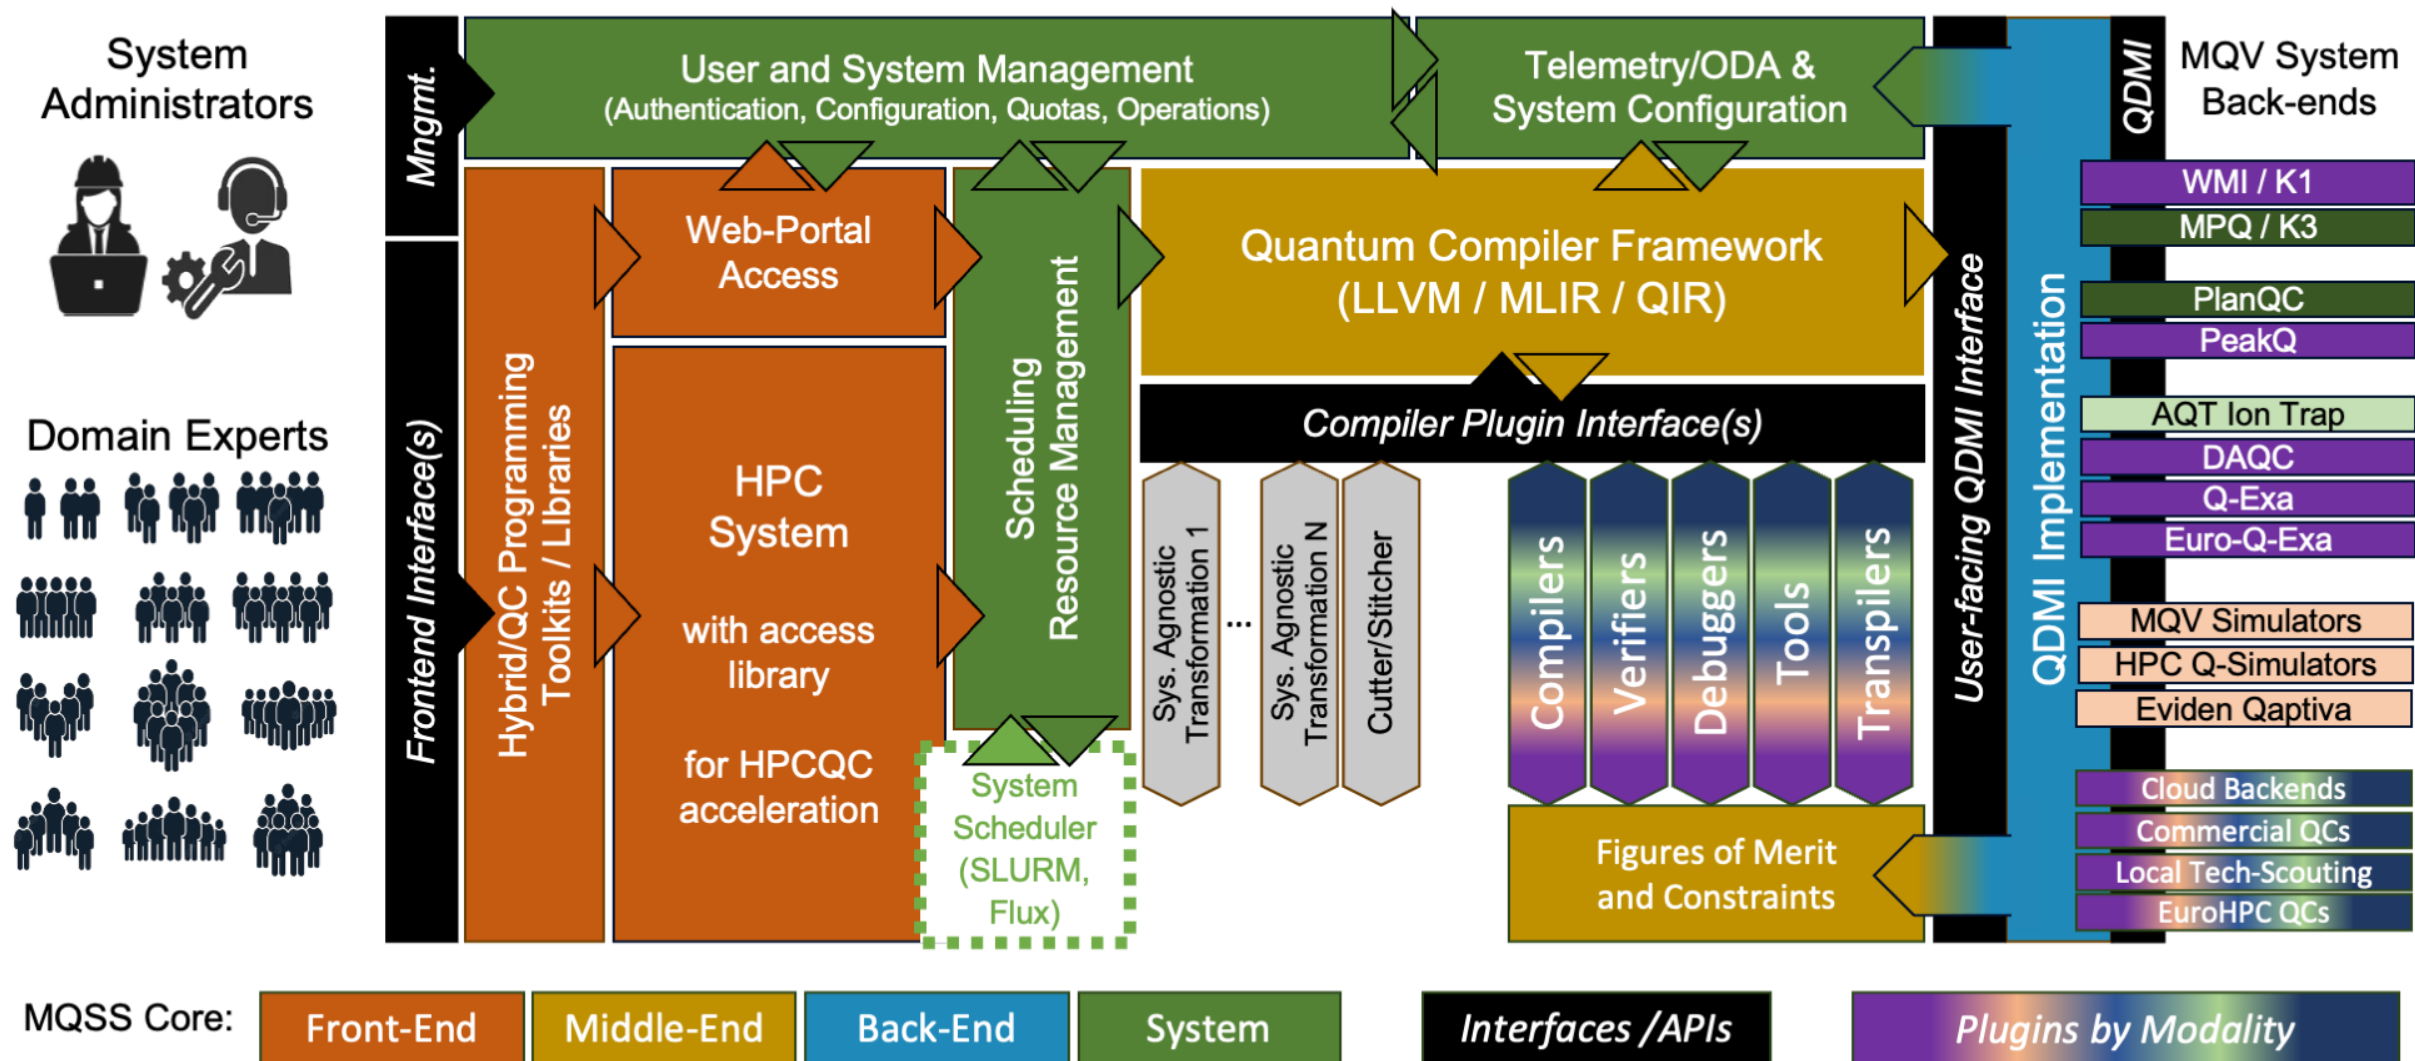 System
Administrators
Domain Experts
Mngmt.
Frontend Interface(s)
User and System Management
(Authentication, Configuration, Quotas, Operations)
Telemetry/ODA &
System Configuration
Hybrid/QC Programming
Toolkits / LIbraries
Web-Portal
Access
HPC
System
with access
library
for HPCQC
acceleration
Scheduling
Resource Management
System
Scheduler
(SLURM,
Flux)
Quantum Compiler Framework
(LLVM / MLIR / QIR)
Compiler Plugin Interface(s)
Sys. Agnostic
Transformation 1
...
Sys. Agnostic
Transformation N
Cutter/Stitcher
Compilers
Verifiers
Debuggers
Tools
Transpilers
Figures of Merit
and Constraints
User-facing QDMI Interface
QDMI Implementation
QDMI
MQV System
Back-ends
WMI / K1
MPQ / K3
PlanQC
PeakQ
AQT Ion Trap
DAQC
Q-Exa
Euro-Q-Exa
MQV Simulators
HPC Q-Simulators
Eviden Qaptiva
Cloud Backends
Commercial QCs
Local Tech-Scouting
EuroHPC QCs
MQSS Core:
Front-End
Middle-End
Back-End
System
Interfaces /APIs
Plugins by Modality